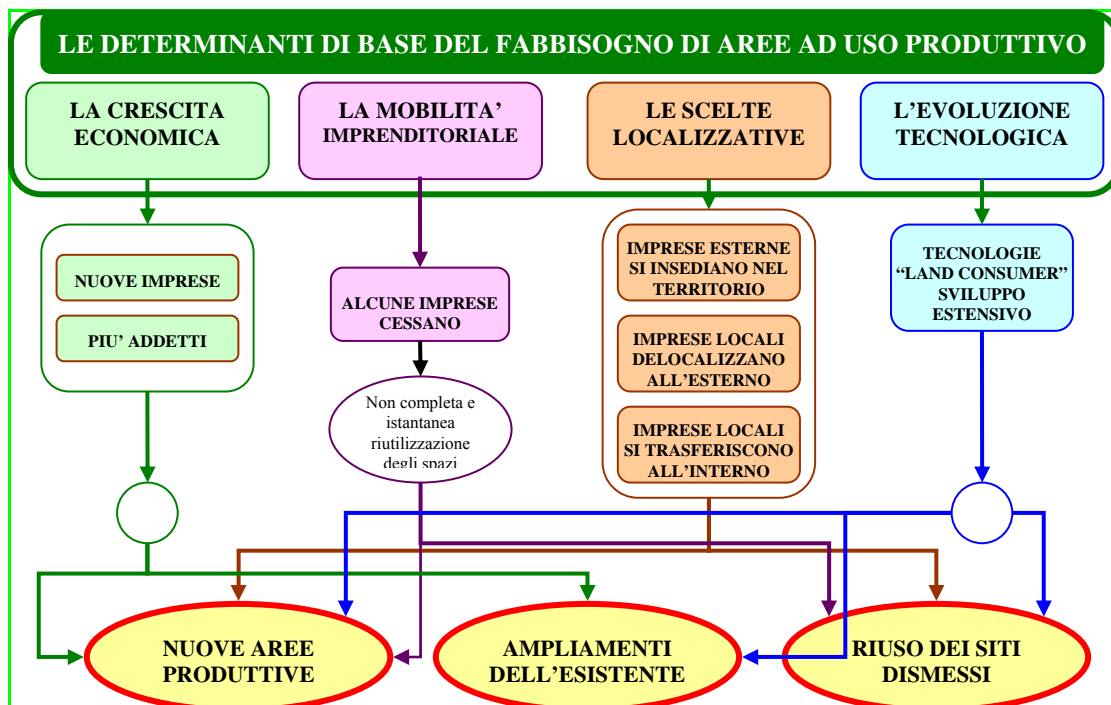 LE DETERMINANTI DI BASE DEL FABBISOGNO DI AREE AD USO PRODUTTIVO
LA CRESCITA
ECONOMICA
LA MOBILITA’
IMPRENDITORIALE
LE SCELTE
LOCALIZZATIVE
L’EVOLUZIONE
TECNOLOGICA
NUOVE IMPRESE
PIU’ ADDETTI
ALCUNE IMPRESE
CESSANO
Non completa e
istantanea
riutilizzazione
degli spazi
IMPRESE ESTERNE
SI INSEDIANO NEL
TERRITORIO
IMPRESE LOCALI
DELOCALIZZANO
ALL’ESTERNO
IMPRESE LOCALI
SI TRASFERISCONO
ALL’INTERNO
TECNOLOGIE
“LAND CONSUMER”
SVILUPPO
ESTENSIVO
NUOVE AREE
PRODUTTIVE
AMPLIAMENTI
DELL’ESISTENTE
RIUSO DEI SITI
DISMESSI